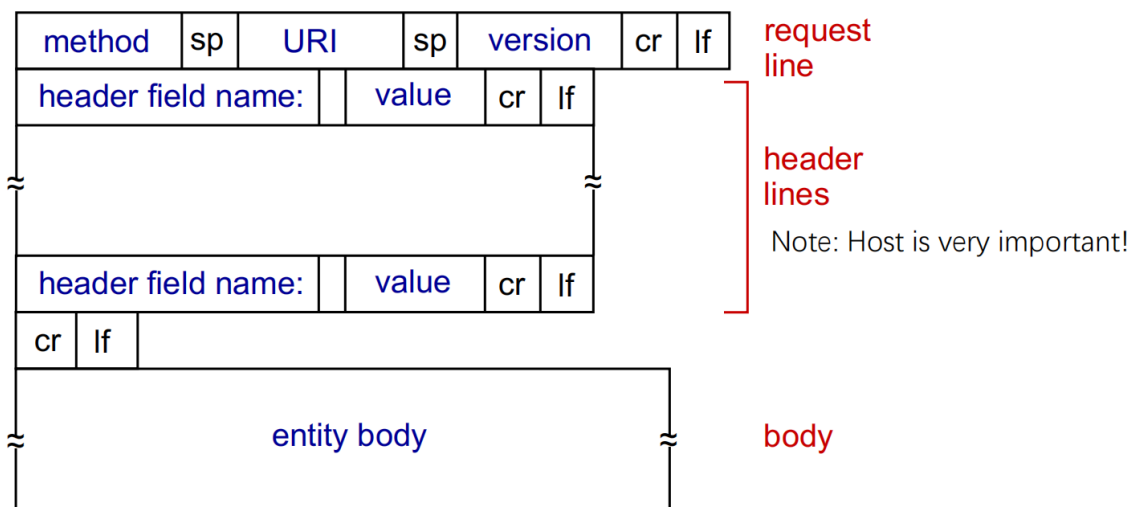 method sp URI sp version cr lf
request
line
header field name: value cr lf
header
lines
Note: Host is very important!
header field name: value cr lf
cr lf
entity body
body